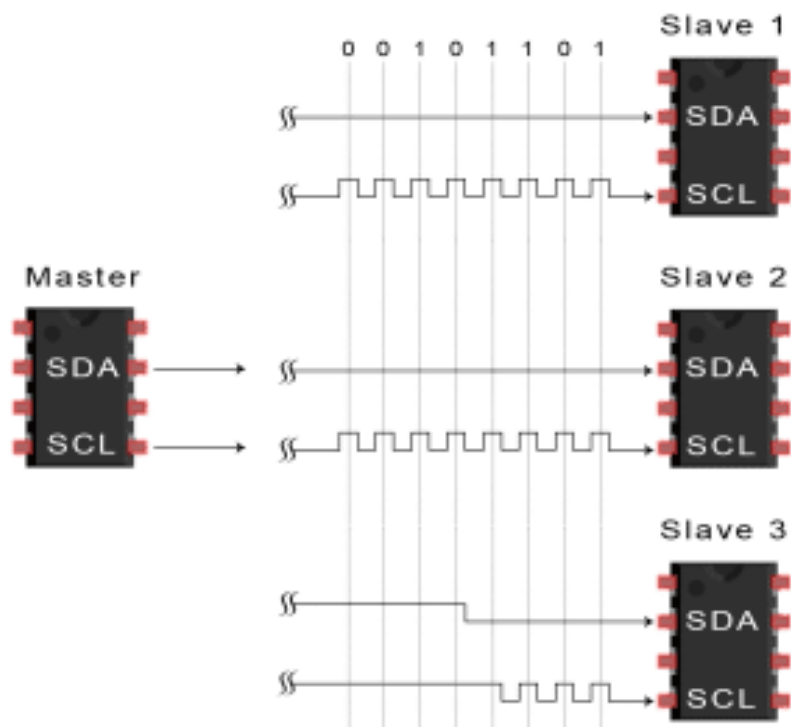 Slave 1
0 0 1 0 1 1 0 1
SDA
SCL
Master
SDA
SCL
Slave 2
SDA
SCL
Slave 3
SDA
SCL